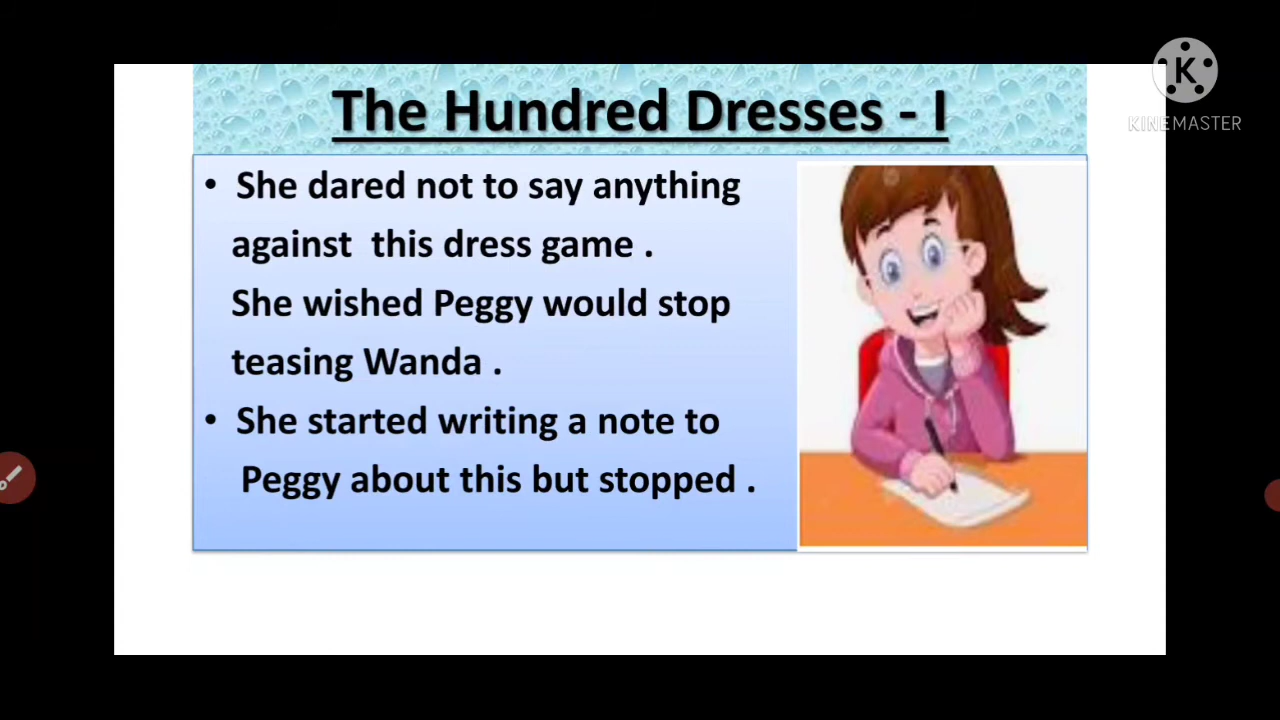 The Hundred Dresses - I
K
KINEMASTER
• She dared not to say anything
against this dress game .
She wished Peggy would stop
teasing Wanda .
• She started writing a note to
Peggy about this but stopped .